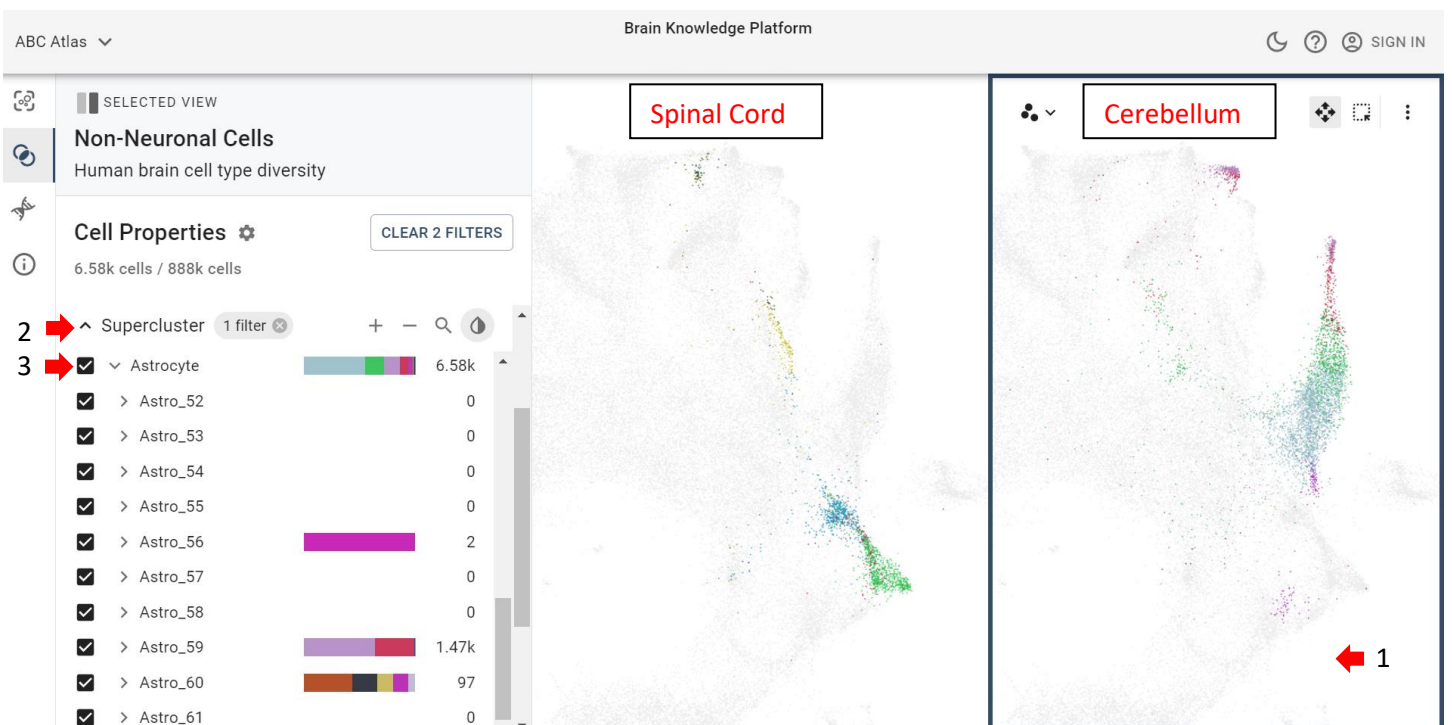 Brain Knowledge Platform
ABC Atlas
SIGN IN
SELECTED VIEW
Non-Neuronal Cells
Human brain cell type diversity
Spinal Cord
Cerebellum
Cell Properties
CLEAR 2 FILTERS
6.58k cells / 888k cells
2
Supercluster 1 filter
3
Astrocyte 6.58k
Astro_52 0
Astro_53 0
Astro_54 0
Astro_55 0
Astro_56 2
Astro_57 0
Astro_58 0
Astro_59 1.47k
Astro_60 97
Astro_61 0
1